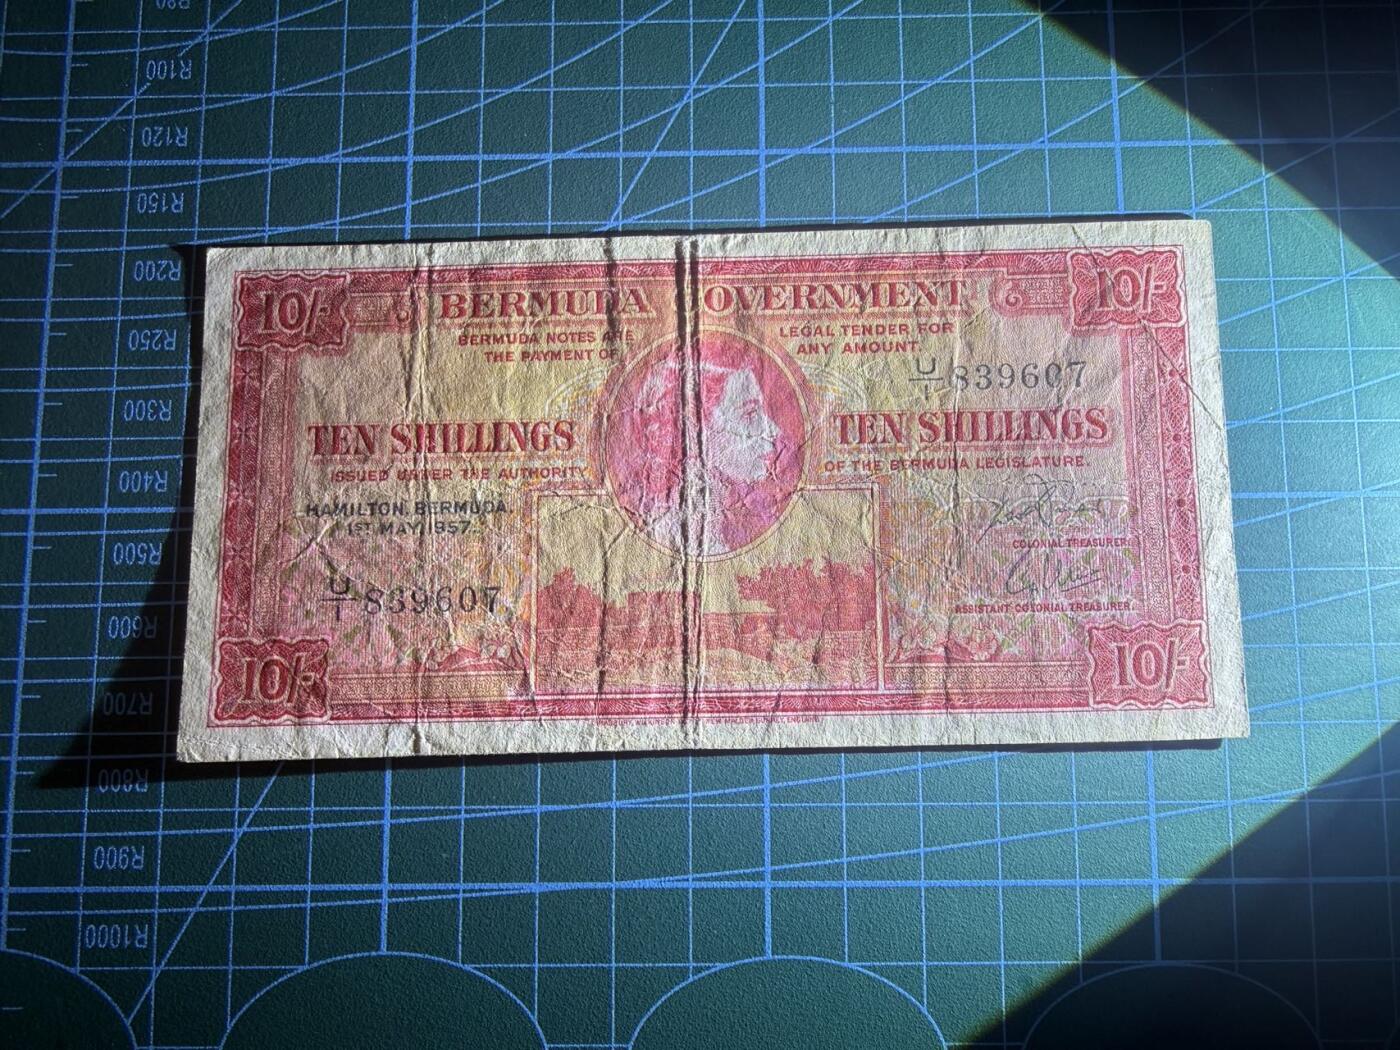 R80
R100
R120
R150
R200
R250
R300
R400
R500
R600
R700
R800
R900
R1000
10/-
10/-
BERMUDA GOVERNMENT
BERMUDA NOTES ARE LEGAL TENDER FOR
THE PAYMENT OF ANY AMOUNT
U/1 839607
TEN SHILLINGS TEN SHILLINGS
ISSUED UNDER THE AUTHORITY OF THE BERMUDA LEGISLATURE.
HAMILTON, BERMUDA.
1ST MAY 1957.
COLONIAL TREASURER.
U/1 839607
ASSISTANT COLONIAL TREASURER.
10/-
10/-